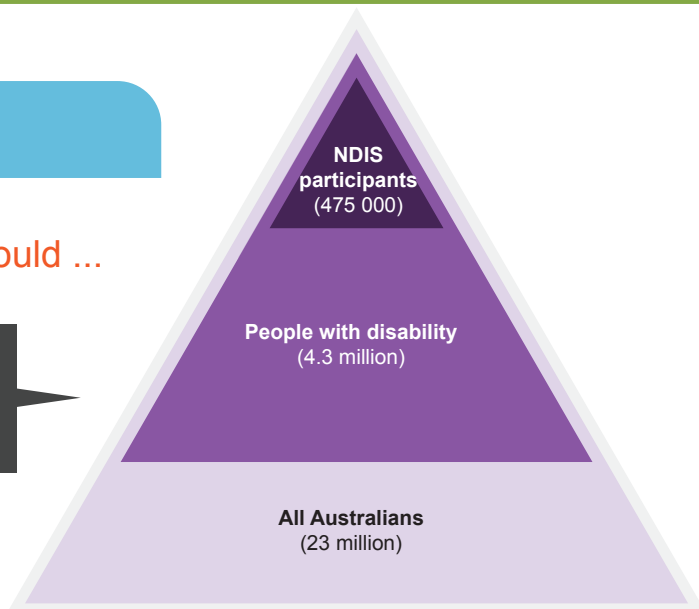 NDIS
participants
(475 000)
ould ...
People with disability
(4.3 million)
All Australians
(23 million)